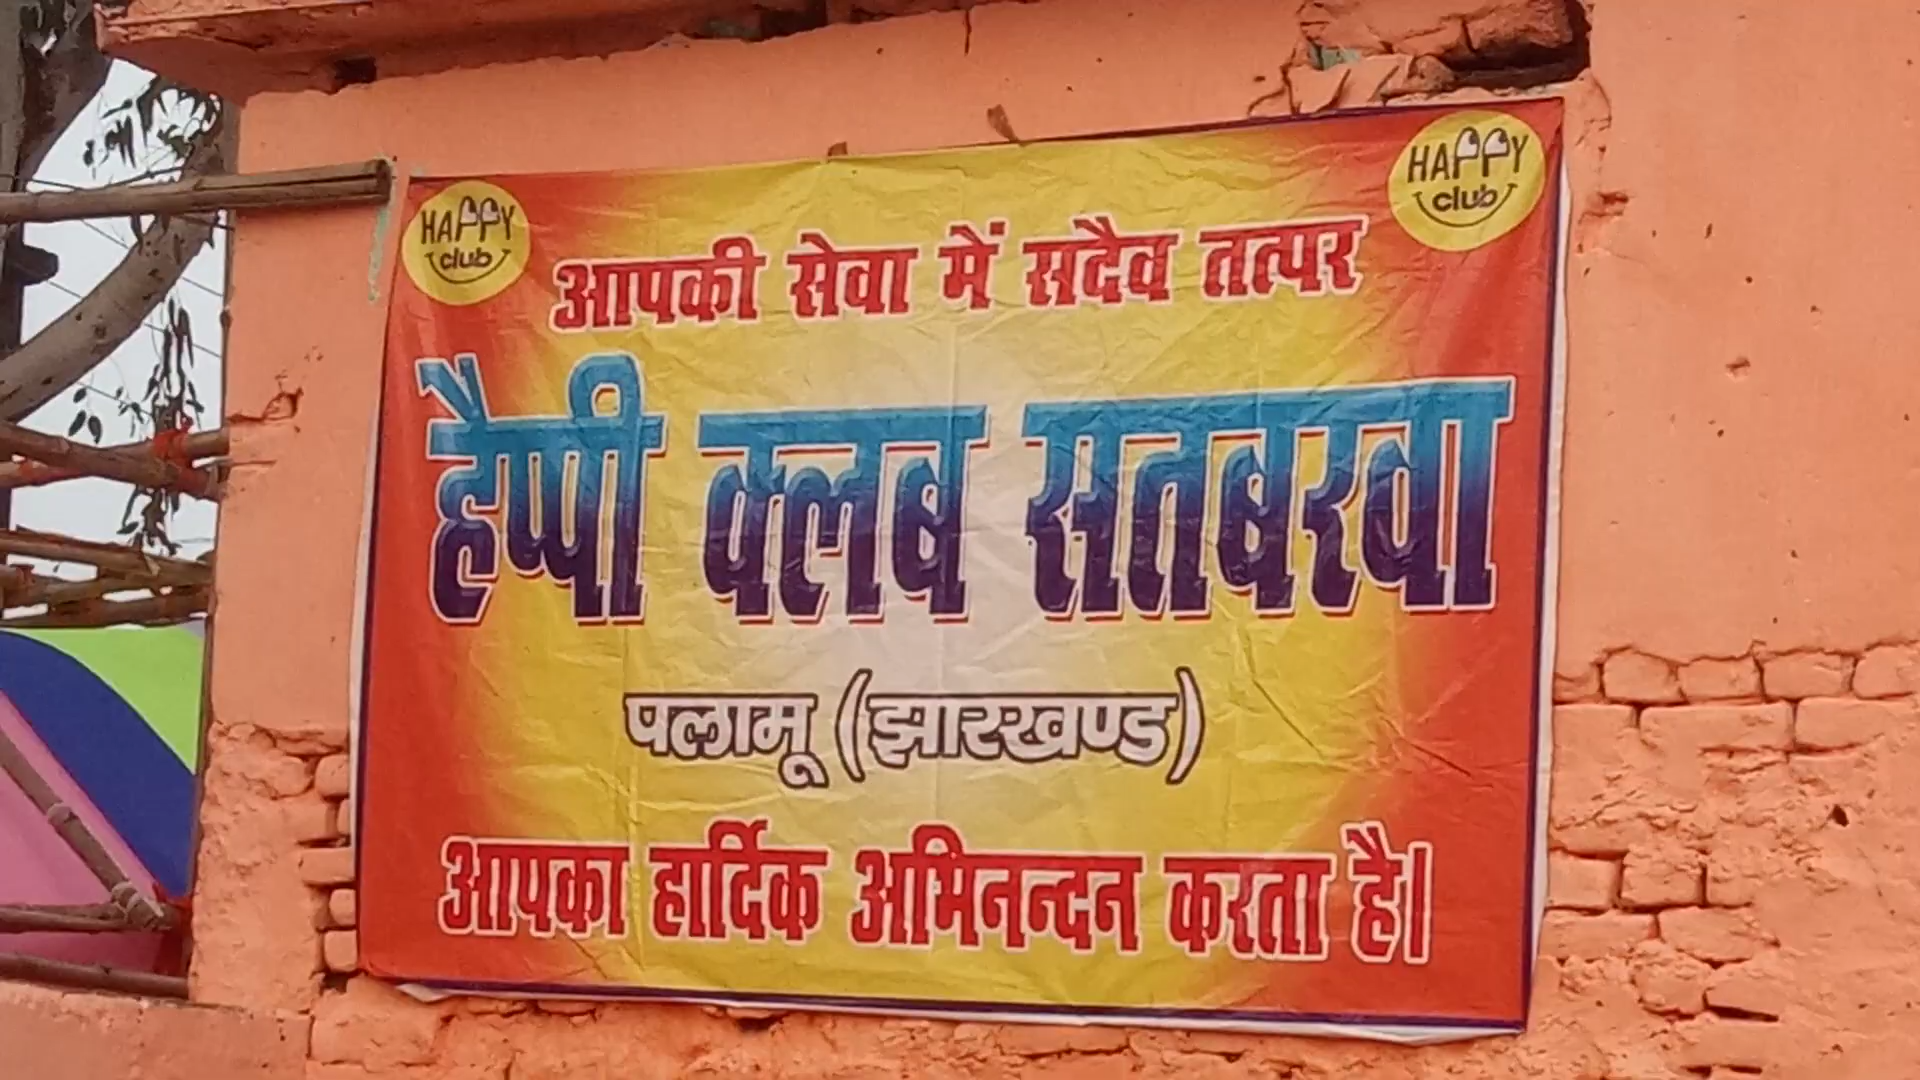 HAPPY club
HAPPY club
आपकी सेवा में सदैव तत्पर
हैप्पी क्लब सतबरवा
पलामू (झारखण्ड)
आपका हार्दिक अभिनन्दन करता है।